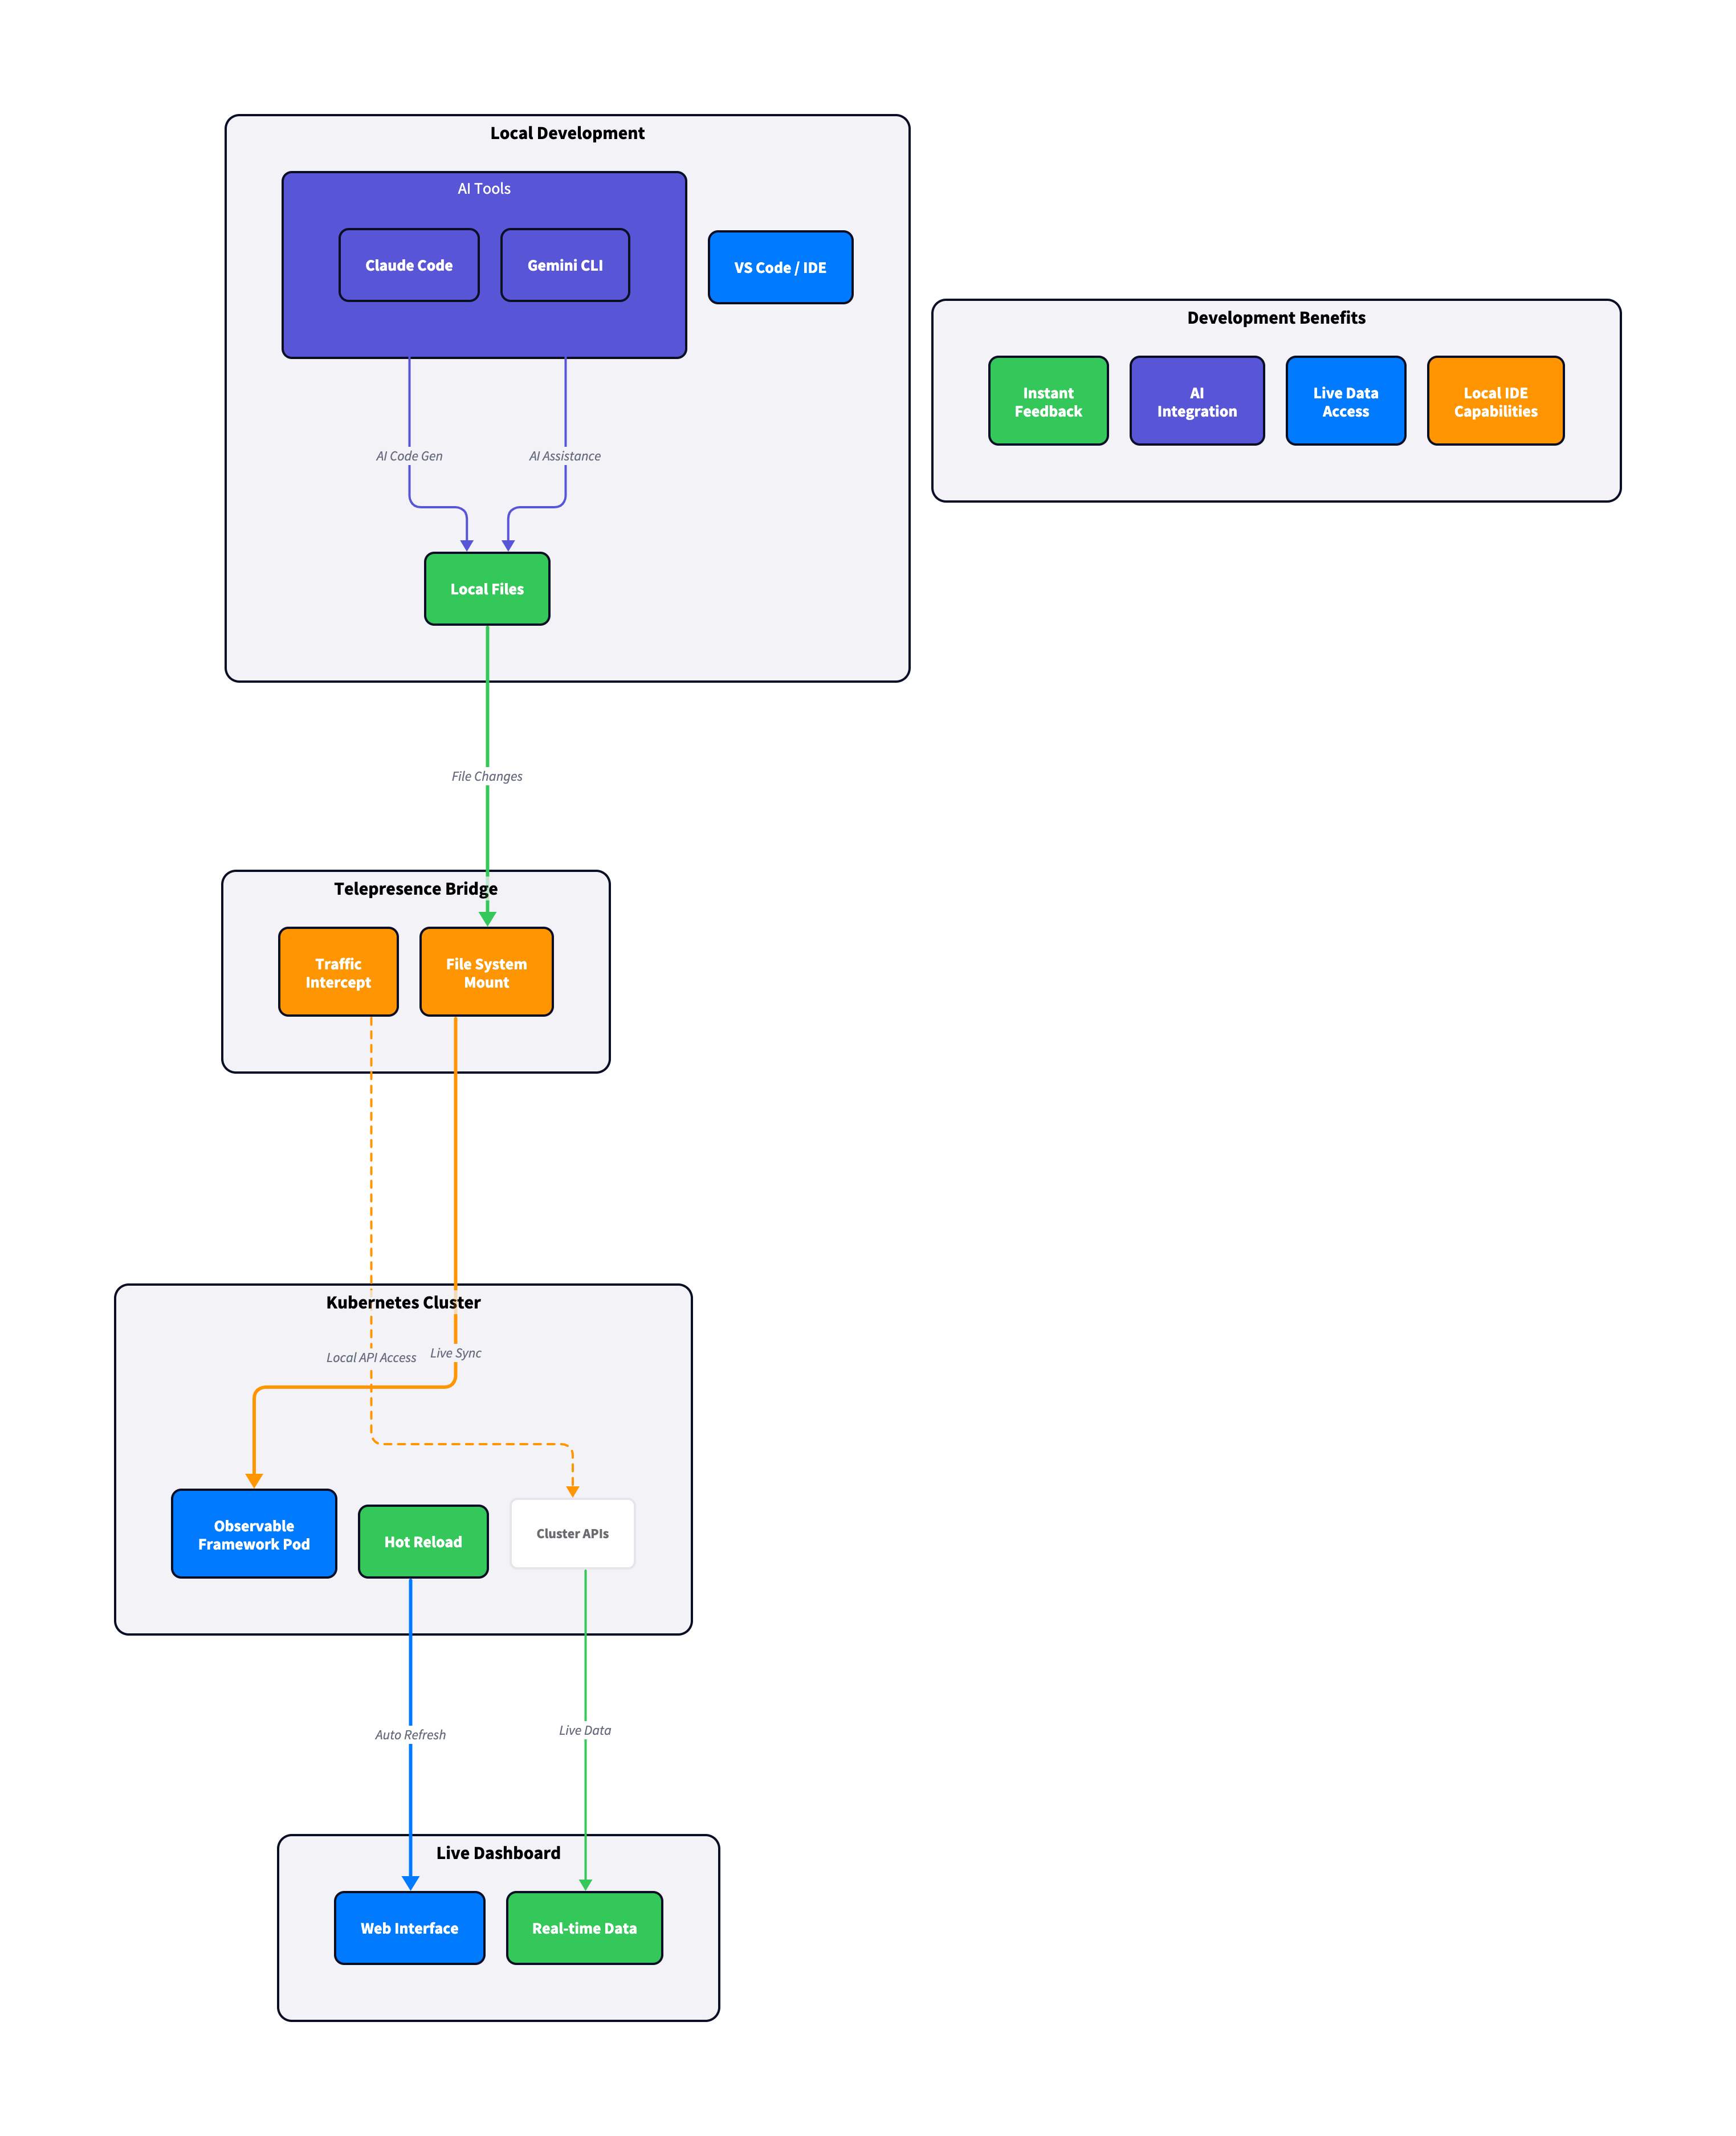 Local Development
AI Tools
Claude Code
Gemini CLI
VS Code / IDE
AI Code Gen
AI Assistance
Local Files
Development Benefits
Instant
Feedback
AI
Integration
Live Data
Access
Local IDE
Capabilities
File Changes
Telepresence Bridge
Traffic
Intercept
File System
Mount
Kubernetes Cluster
Local API Access
Live Sync
Observable
Framework Pod
Hot Reload
Cluster APIs
Auto Refresh
Live Data
Live Dashboard
Web Interface
Real-time Data